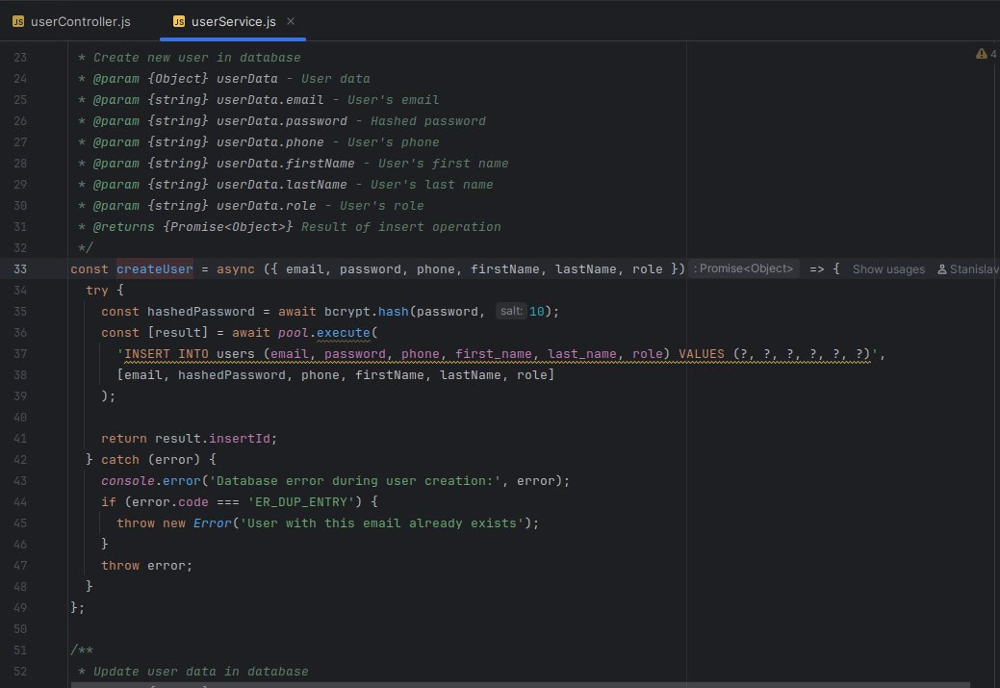 JS userController.js JS userService.js ×
4
23 * Create new user in database
24 * @param {Object} userData - User data
25 * @param {string} userData.email - User's email
26 * @param {string} userData.password - Hashed password
27 * @param {string} userData.phone - User's phone
28 * @param {string} userData.firstName - User's first name
29 * @param {string} userData.lastName - User's last name
30 * @param {string} userData.role - User's role
31 * @returns {Promise<Object>} Result of insert operation
32 */
33 const createUser = async ({ email, password, phone, firstName, lastName, role }) : Promise<Object> => { Show usages Stanislav
34 try {
35 const hashedPassword = await bcrypt.hash(password, salt: 10);
36 const [result] = await pool.execute(
37 'INSERT INTO users (email, password, phone, first_name, last_name, role) VALUES (?, ?, ?, ?, ?, ?)',
38 [email, hashedPassword, phone, firstName, lastName, role]
39 );
40
41 return result.insertId;
42 } catch (error) {
43 console.error('Database error during user creation:', error);
44 if (error.code === 'ER_DUP_ENTRY') {
45 throw new Error('User with this email already exists');
46 }
47 throw error;
48 }
49 };
50
51 /**
52 * Update user data in database